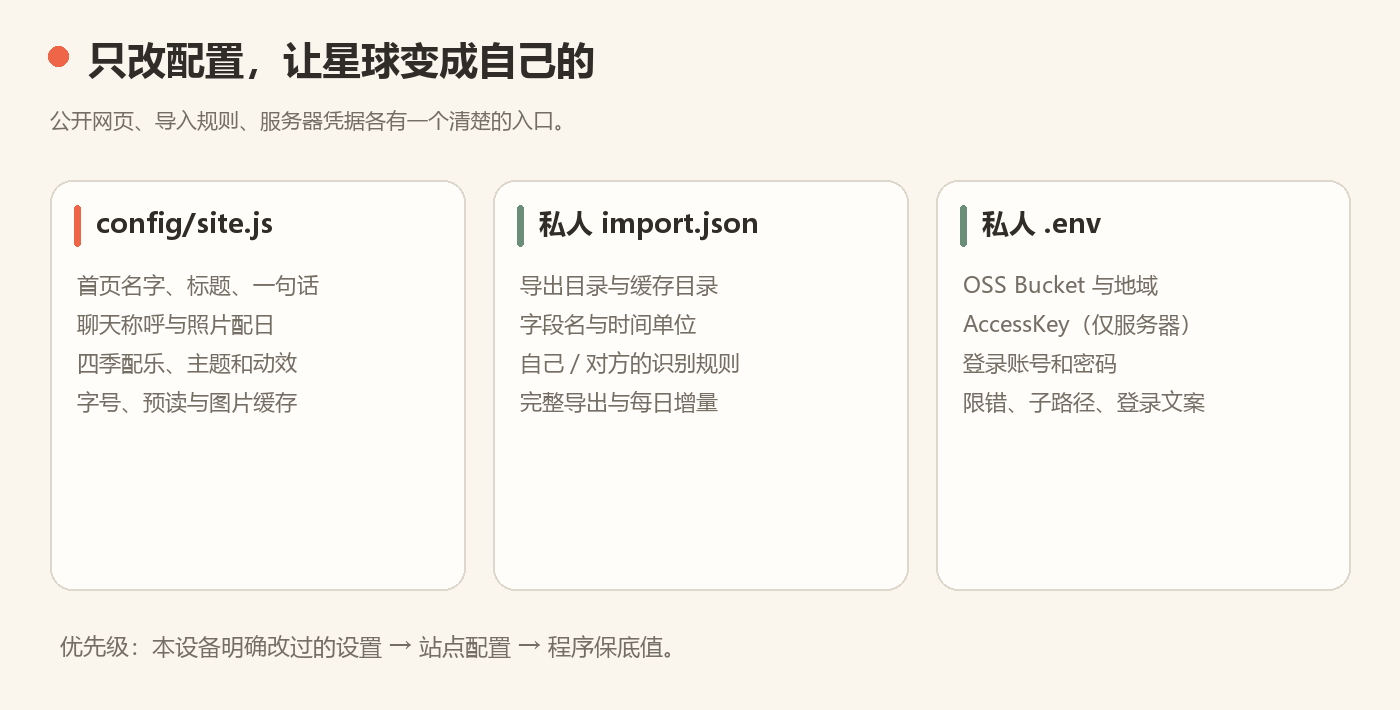 只改配置，让星球变成自己的
公开网页、导入规则、服务器凭据各有一个清楚的入口。
config/site.js
首页名字、标题、一句话
聊天称呼与照片配日
四季配乐、主题和动效
字号、预读与图片缓存
私人 import.json
导出目录与缓存目录
字段名与时间单位
自己 / 对方的识别规则
完整导出与每日增量
私人 .env
OSS Bucket 与地域
AccessKey（仅服务器）
登录账号和密码
限错、子路径、登录文案
优先级：本设备明确改过的设置 → 站点配置 → 程序保底值。